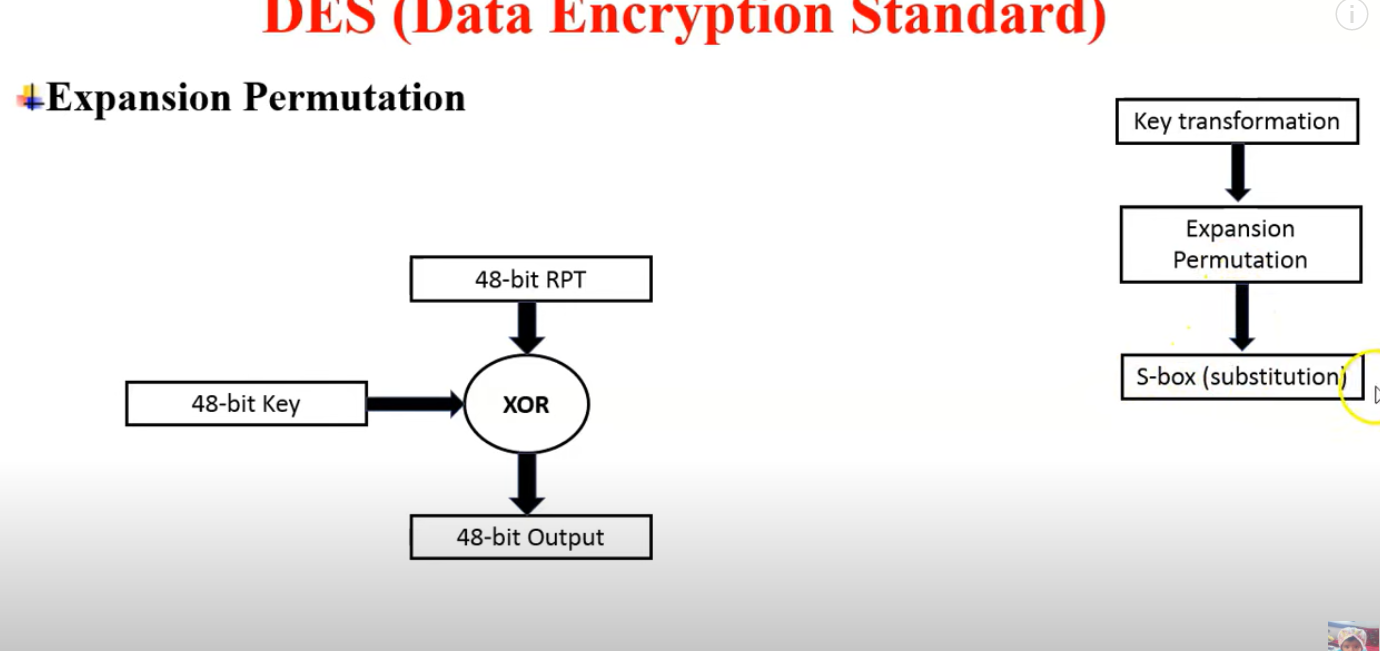 DES (Data Encryption Standard)
Expansion Permutation
Key transformation
Expansion
Permutation
S-box (substitution)
48-bit RPT
48-bit Key
XOR
48-bit Output